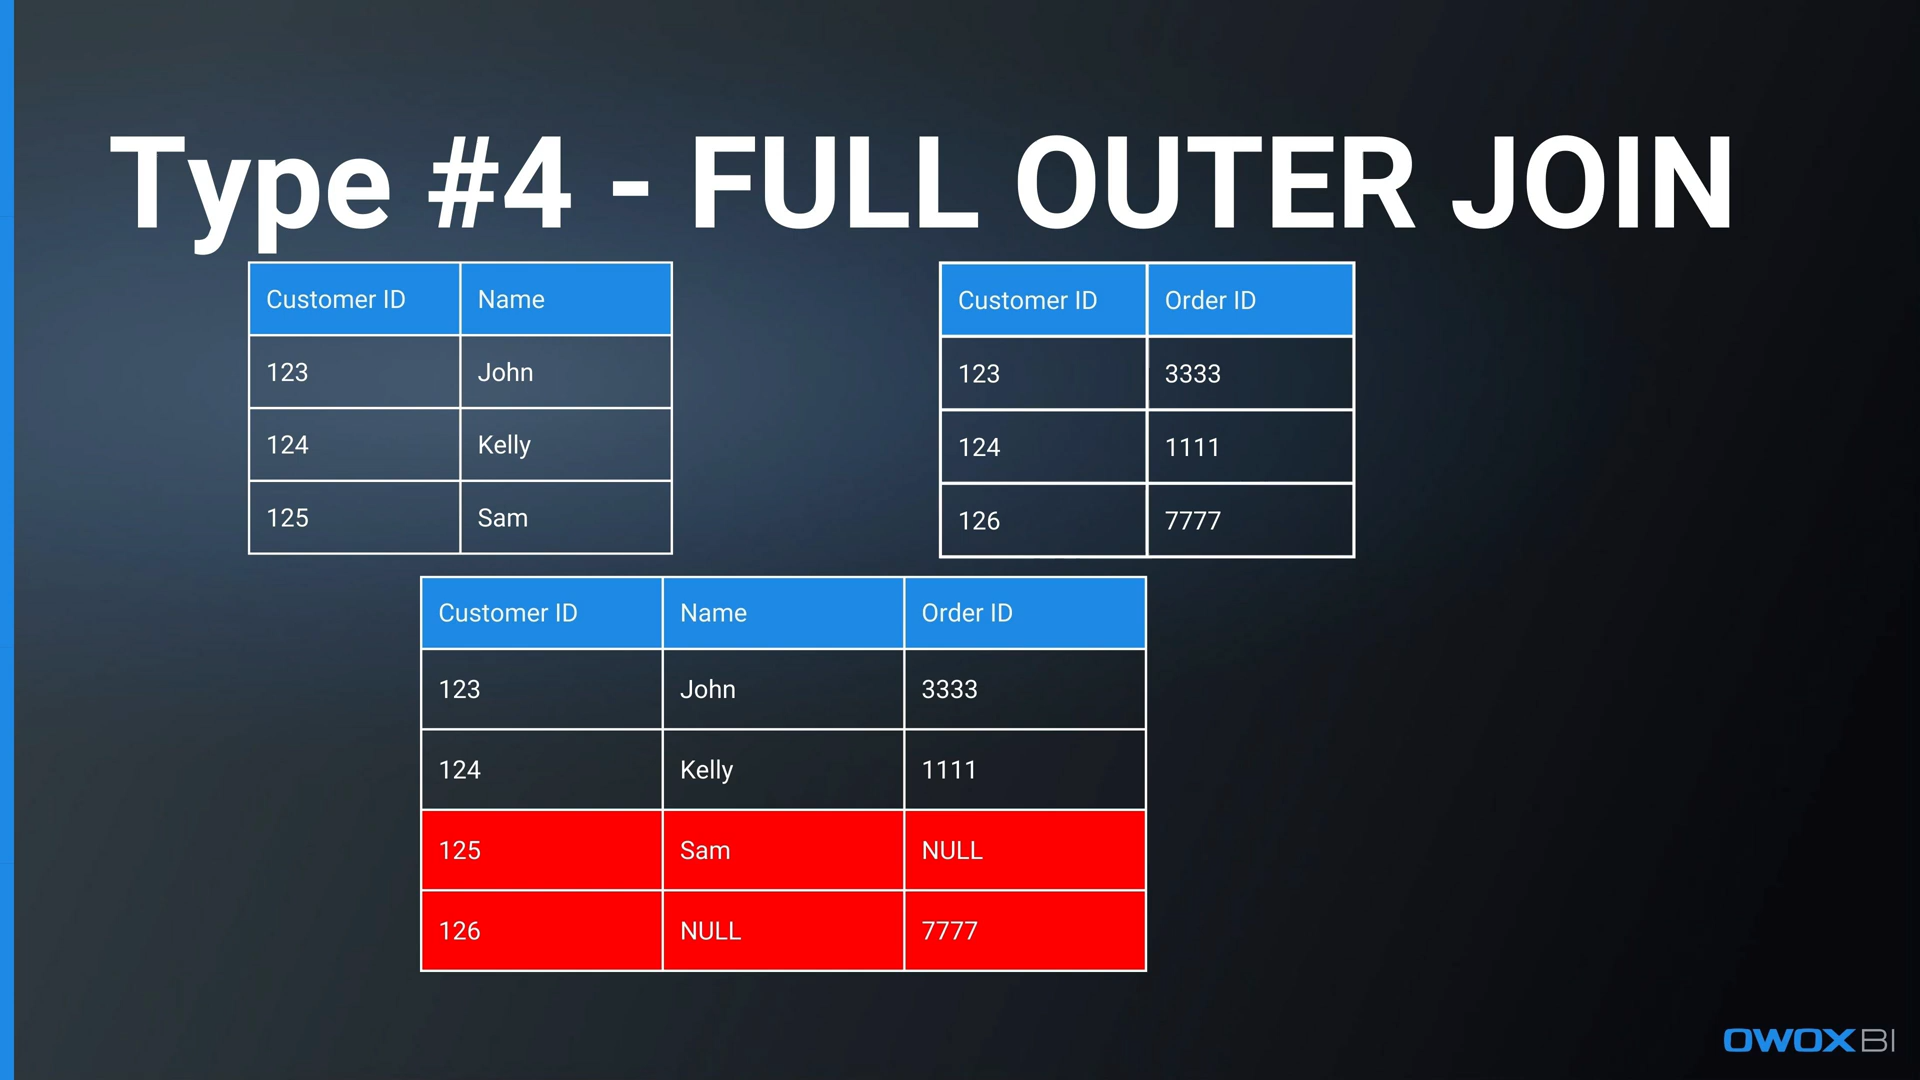 Type #4 - FULL OUTER JOIN
Customer ID Name
123 John
124 Kelly
125 Sam
Customer ID Order ID
123 3333
124 1111
126 7777
Customer ID Name Order ID
123 John 3333
124 Kelly 1111
125 Sam NULL
126 NULL 7777
OWOX BI